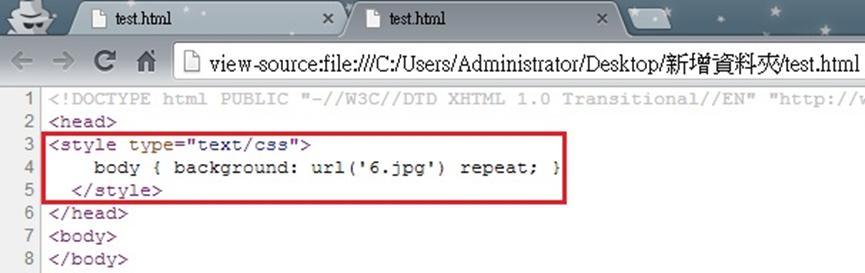 test.html
test.html
view-source:file:///C:/Users/Administrator/Desktop/新增資料夾/test.html
1 <!DOCTYPE html PUBLIC "-//W3C//DTD XHTML 1.0 Transitional//EN" "http://w
2 <head>
3 <style type="text/css">
4 body { background: url('6.jpg') repeat; }
5 </style>
6 </head>
7 <body>
8 </body>